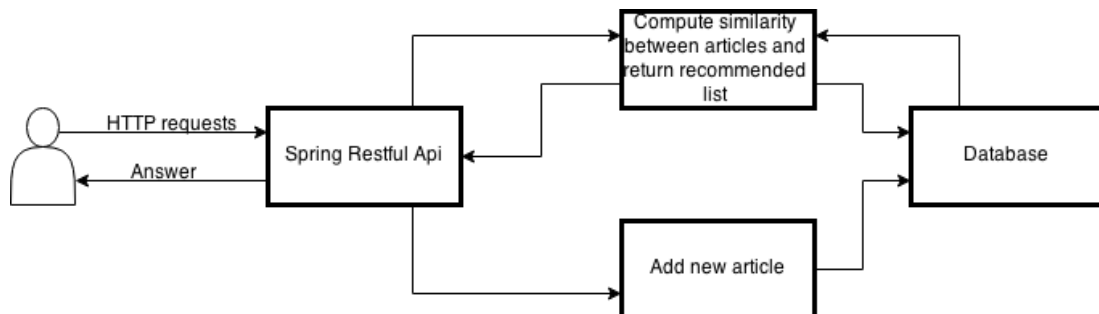 Compute similarity
between articles and
return recommended
list
HTTP requests
Answer
Spring Restful Api
Database
Add new article